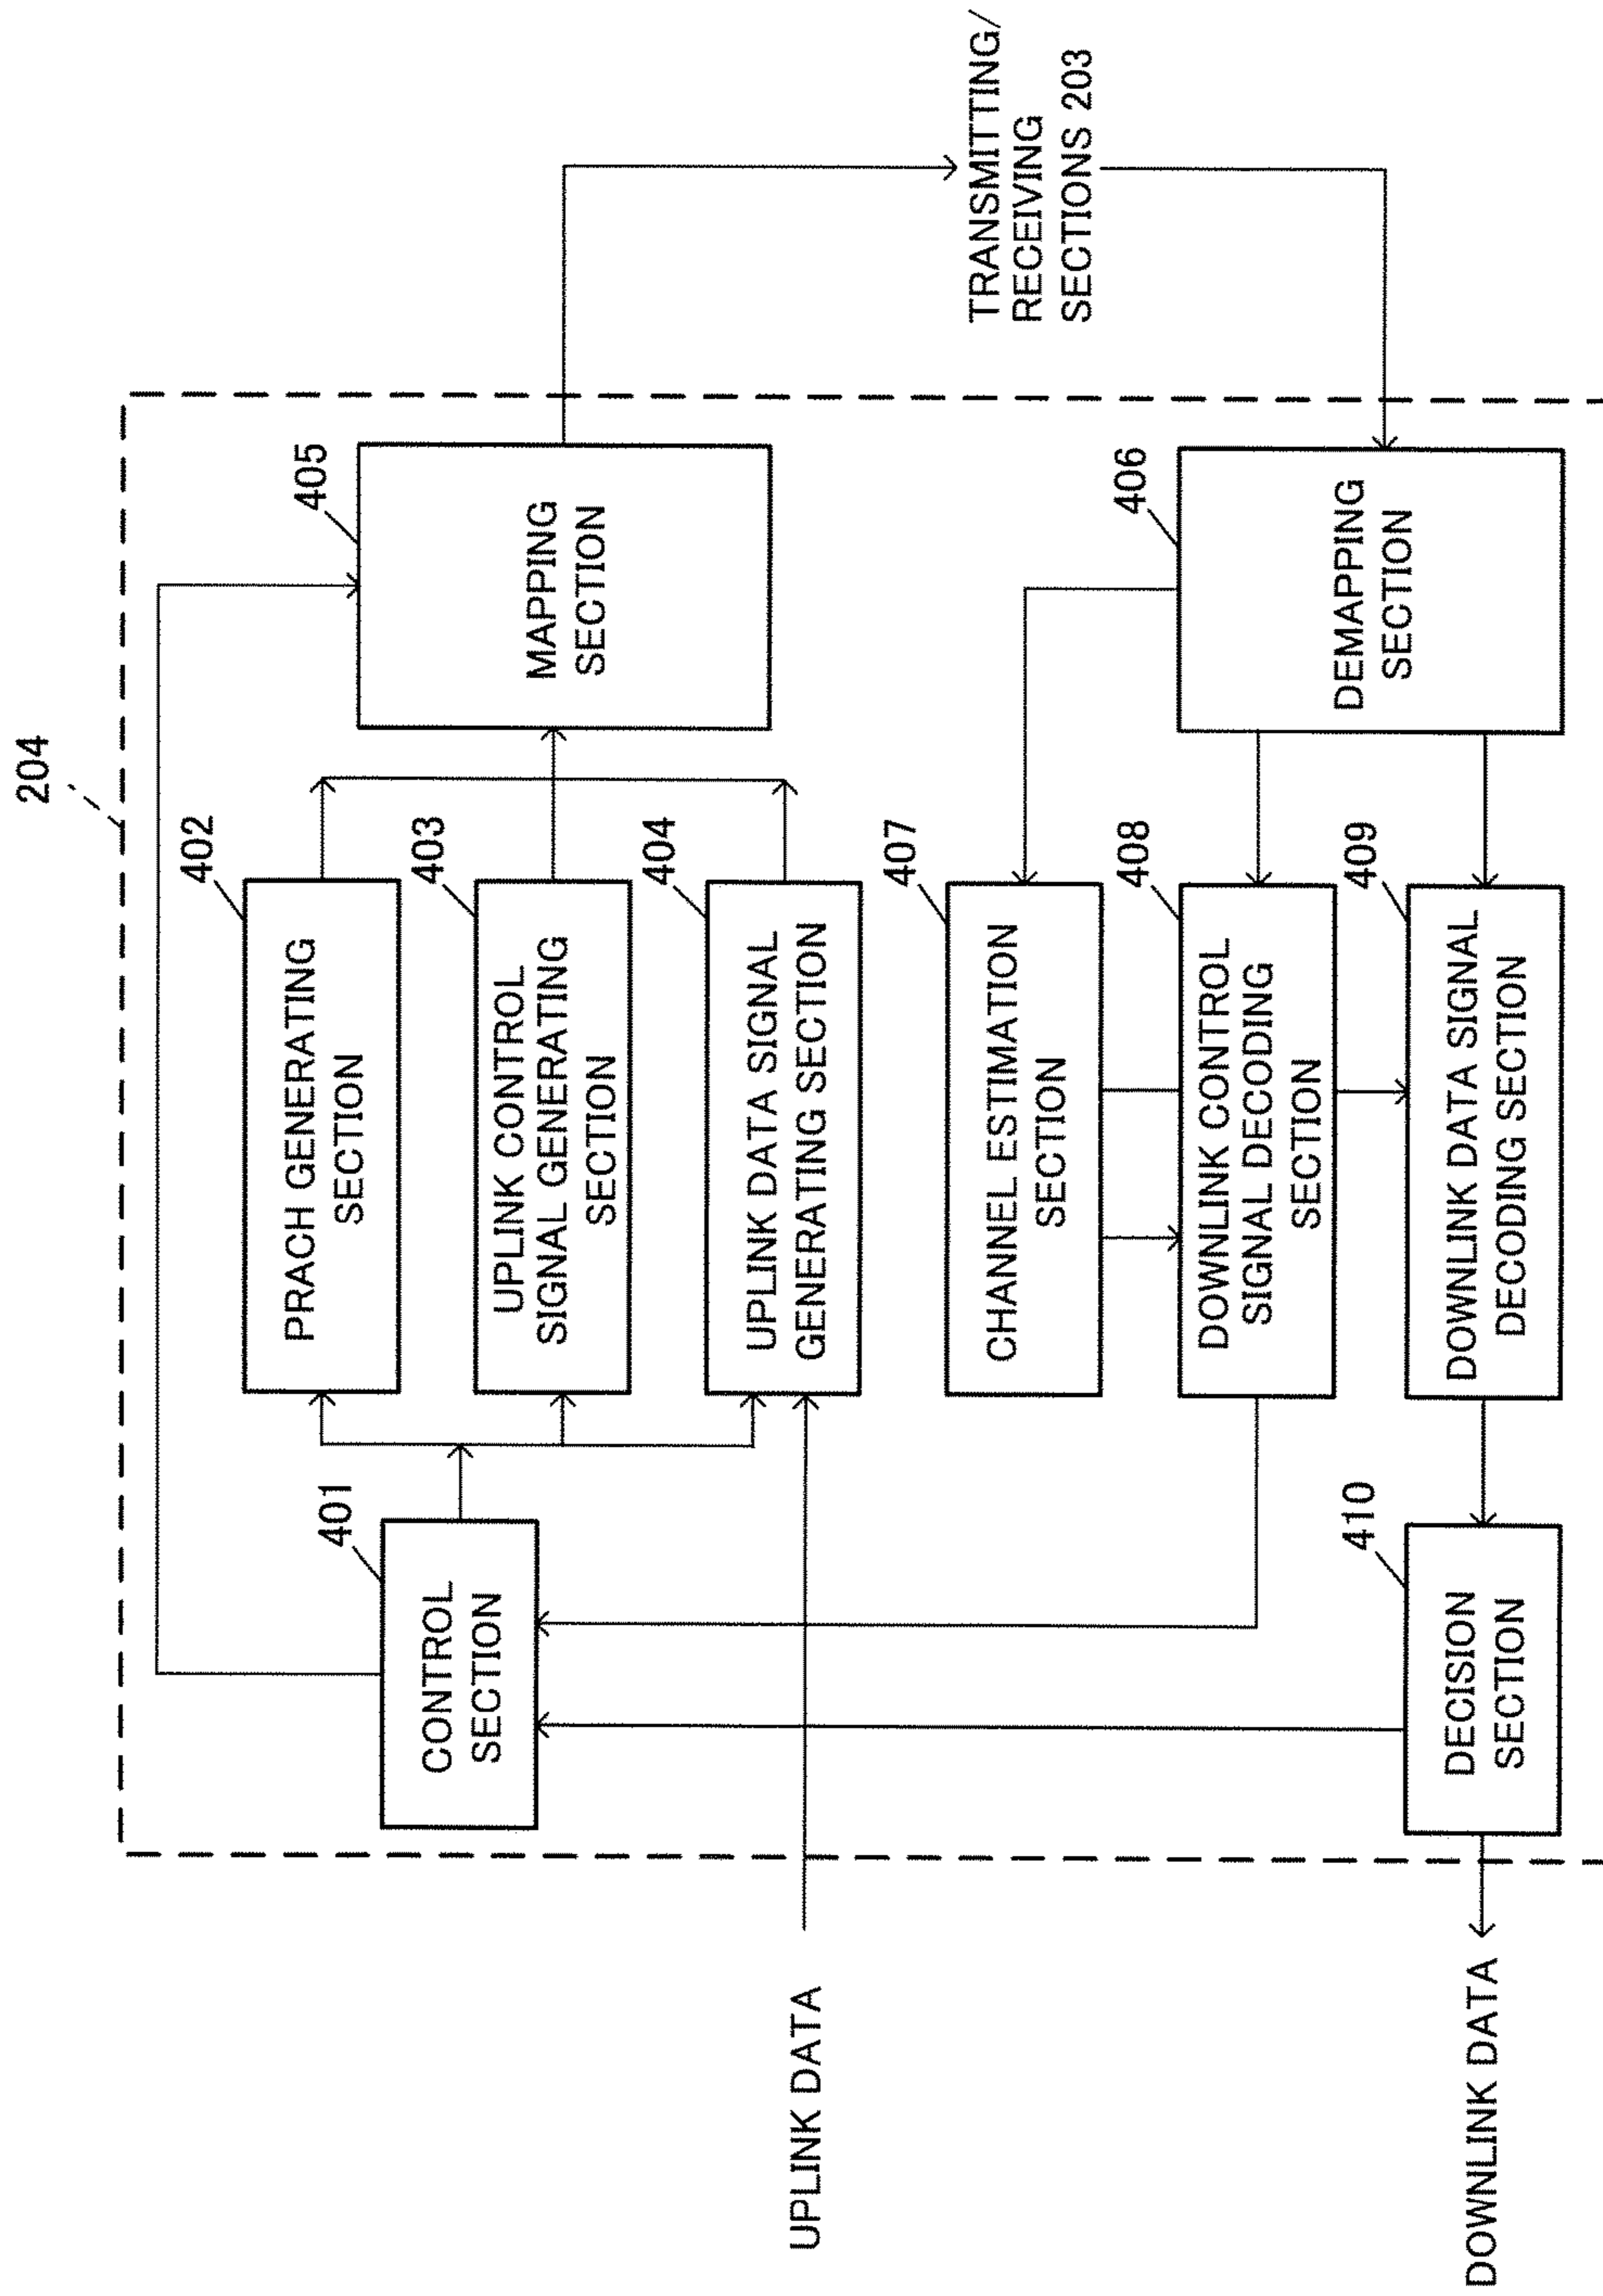 204
405
MAPPING
SECTION
402
PRACH GENERATING
SECTION
401
CONTROL
SECTION
403
UPLINK CONTROL
SIGNAL GENERATING
SECTION
404
UPLINK DATA SIGNAL
GENERATING SECTION
UPLINK DATA
TRANSMITTING/
RECEIVING
SECTIONS 203
407
CHANNEL ESTIMATION
SECTION
406
DEMAPPING
SECTION
408
DOWNLINK CONTROL
SIGNAL DECODING
SECTION
409
DOWNLINK DATA SIGNAL
DECODING SECTION
410
DECISION
SECTION
DOWNLINK DATA